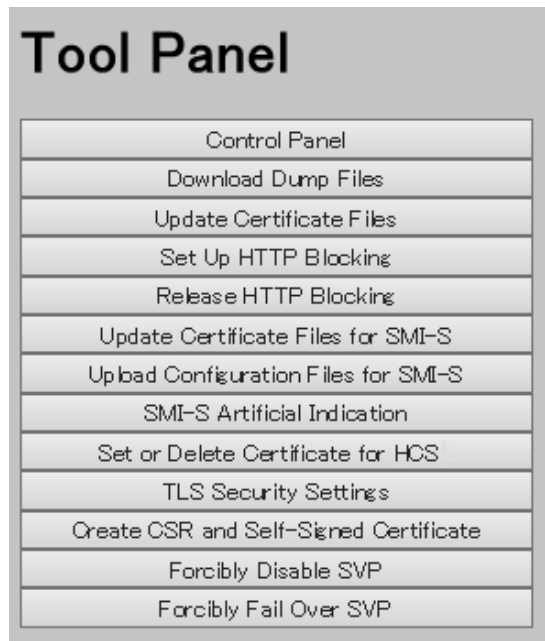 Tool Panel
Control Panel
Download Dump Files
Update Certificate Files
Set Up HTTP Blocking
Release HTTP Blocking
Update Certificate Files for SMI-S
Upload Configuration Files for SMI-S
SMI-S Artificial Indication
Set or Delete Certificate for HCS
TLS Security Settings
Create CSR and Self-Signed Certificate
Forcibly Disable SVP
Forcibly Fail Over SVP